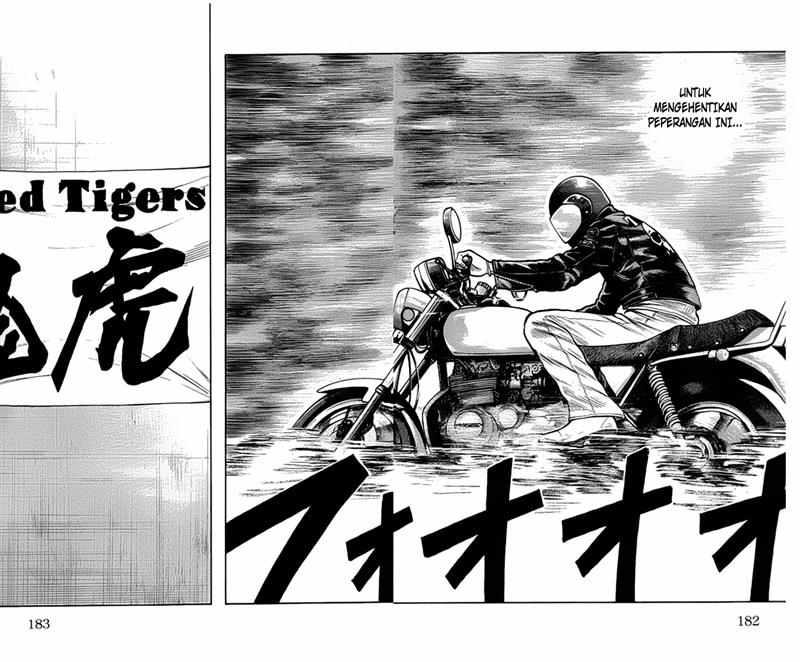 UNTUK
MENGEHENTIKAN
PEPERANGAN INI...
フォオオオ
182
ed Tigers
虎
183